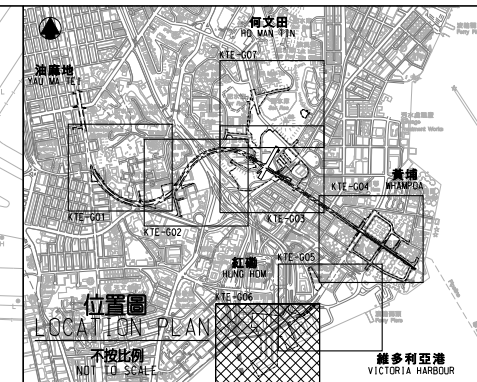 何文田
HO MAN TIN
KTE-G07
油麻地
YAU MA TEI
黃埔
WHAMPOA
KTE-G04
KTE-G01
KTE-G02
KTE-G03
紅磡
HUNG HOM
KTE-G05
KTE-G06
位置圖
LOCATION PLAN
不按比例
NOT TO SCALE
維多利亞港
VICTORIA HARBOUR